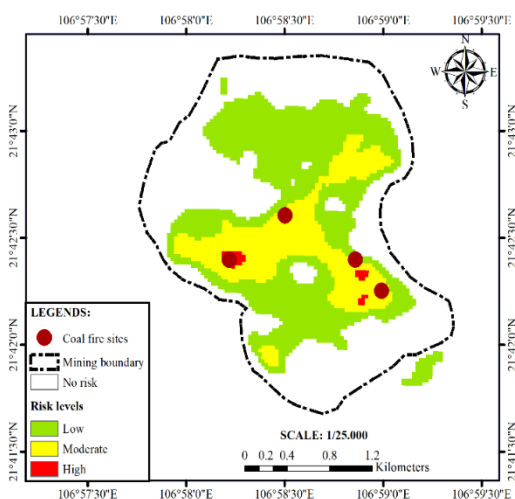 106°57'30"E 106°58'0"E 106°58'30"E 106°59'0"E 106°59'30"E
N
W E
S
21°43'0"N 21°43'0"N
21°42'30"N 21°42'30"N
21°42'0"N 21°42'0"N
21°41'30"N 21°41'30"N
LEGENDS:
Coal fire sites
Mining boundary
No risk
Risk levels
Low
Moderate
High
SCALE: 1/25.000
0 0.2 0.4 0.8 1.2
Kilometers
106°57'30"E 106°58'0"E 106°58'30"E 106°59'0"E 106°59'30"E